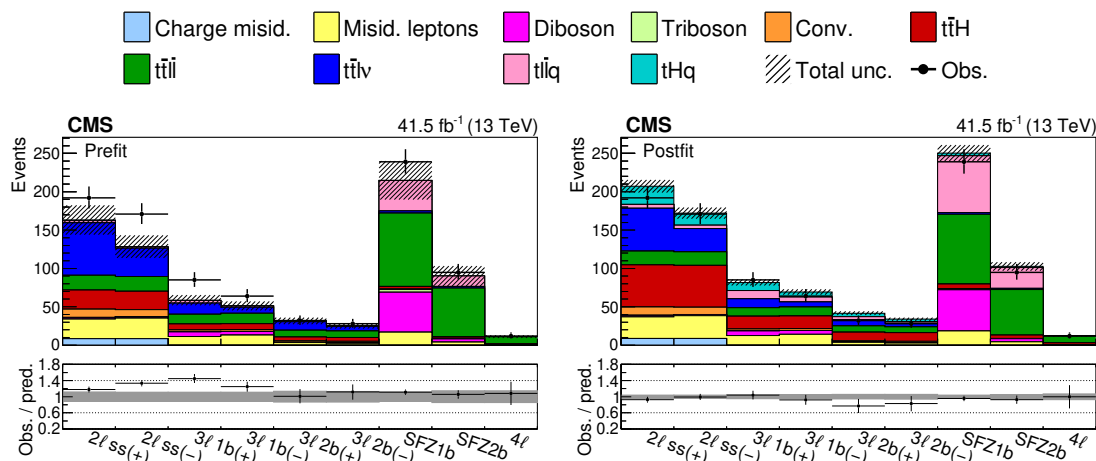 Charge misid. Misid. leptons Diboson Triboson Conv. tt̄H
tt̄ll̄ tt̄lν tll̄q tHq Total unc. Obs.
CMS 41.5 fb⁻¹ (13 TeV)
Prefit
Events
250
200
150
100
50
0
Obs. / pred.
1.8
1.4
1
0.6
0.2
2ℓ ss(+) 2ℓ ss(−) 3ℓ 1b(+) 3ℓ 1b(−) 3ℓ 2b(+) 3ℓ 2b(−) SFZ1b SFZ2b 4ℓ
CMS 41.5 fb⁻¹ (13 TeV)
Postfit
Events
250
200
150
100
50
0
Obs. / pred.
1.8
1.4
1
0.6
0.2
2ℓ ss(+) 2ℓ ss(−) 3ℓ 1b(+) 3ℓ 1b(−) 3ℓ 2b(+) 3ℓ 2b(−) SFZ1b SFZ2b 4ℓ